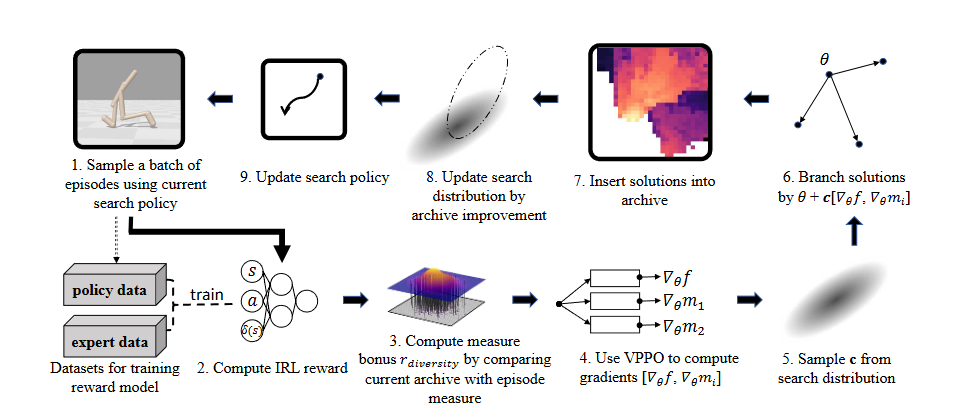 θ
1. Sample a batch of
episodes using current
search policy
9. Update search policy
8. Update search
distribution by
archive improvement
7. Insert solutions into
archive
6. Branch solutions
by θ + c[∇θf, ∇θmi]
policy data
expert data
train
Datasets for training
reward model
s
a
δ(s)
2. Compute IRL reward
3. Compute measure
bonus rdiversity by comparing
current archive with episode
measure
∇θf
∇θm1
∇θm2
4. Use VPPO to compute
gradients [∇θf, ∇θmi]
5. Sample c from
search distribution